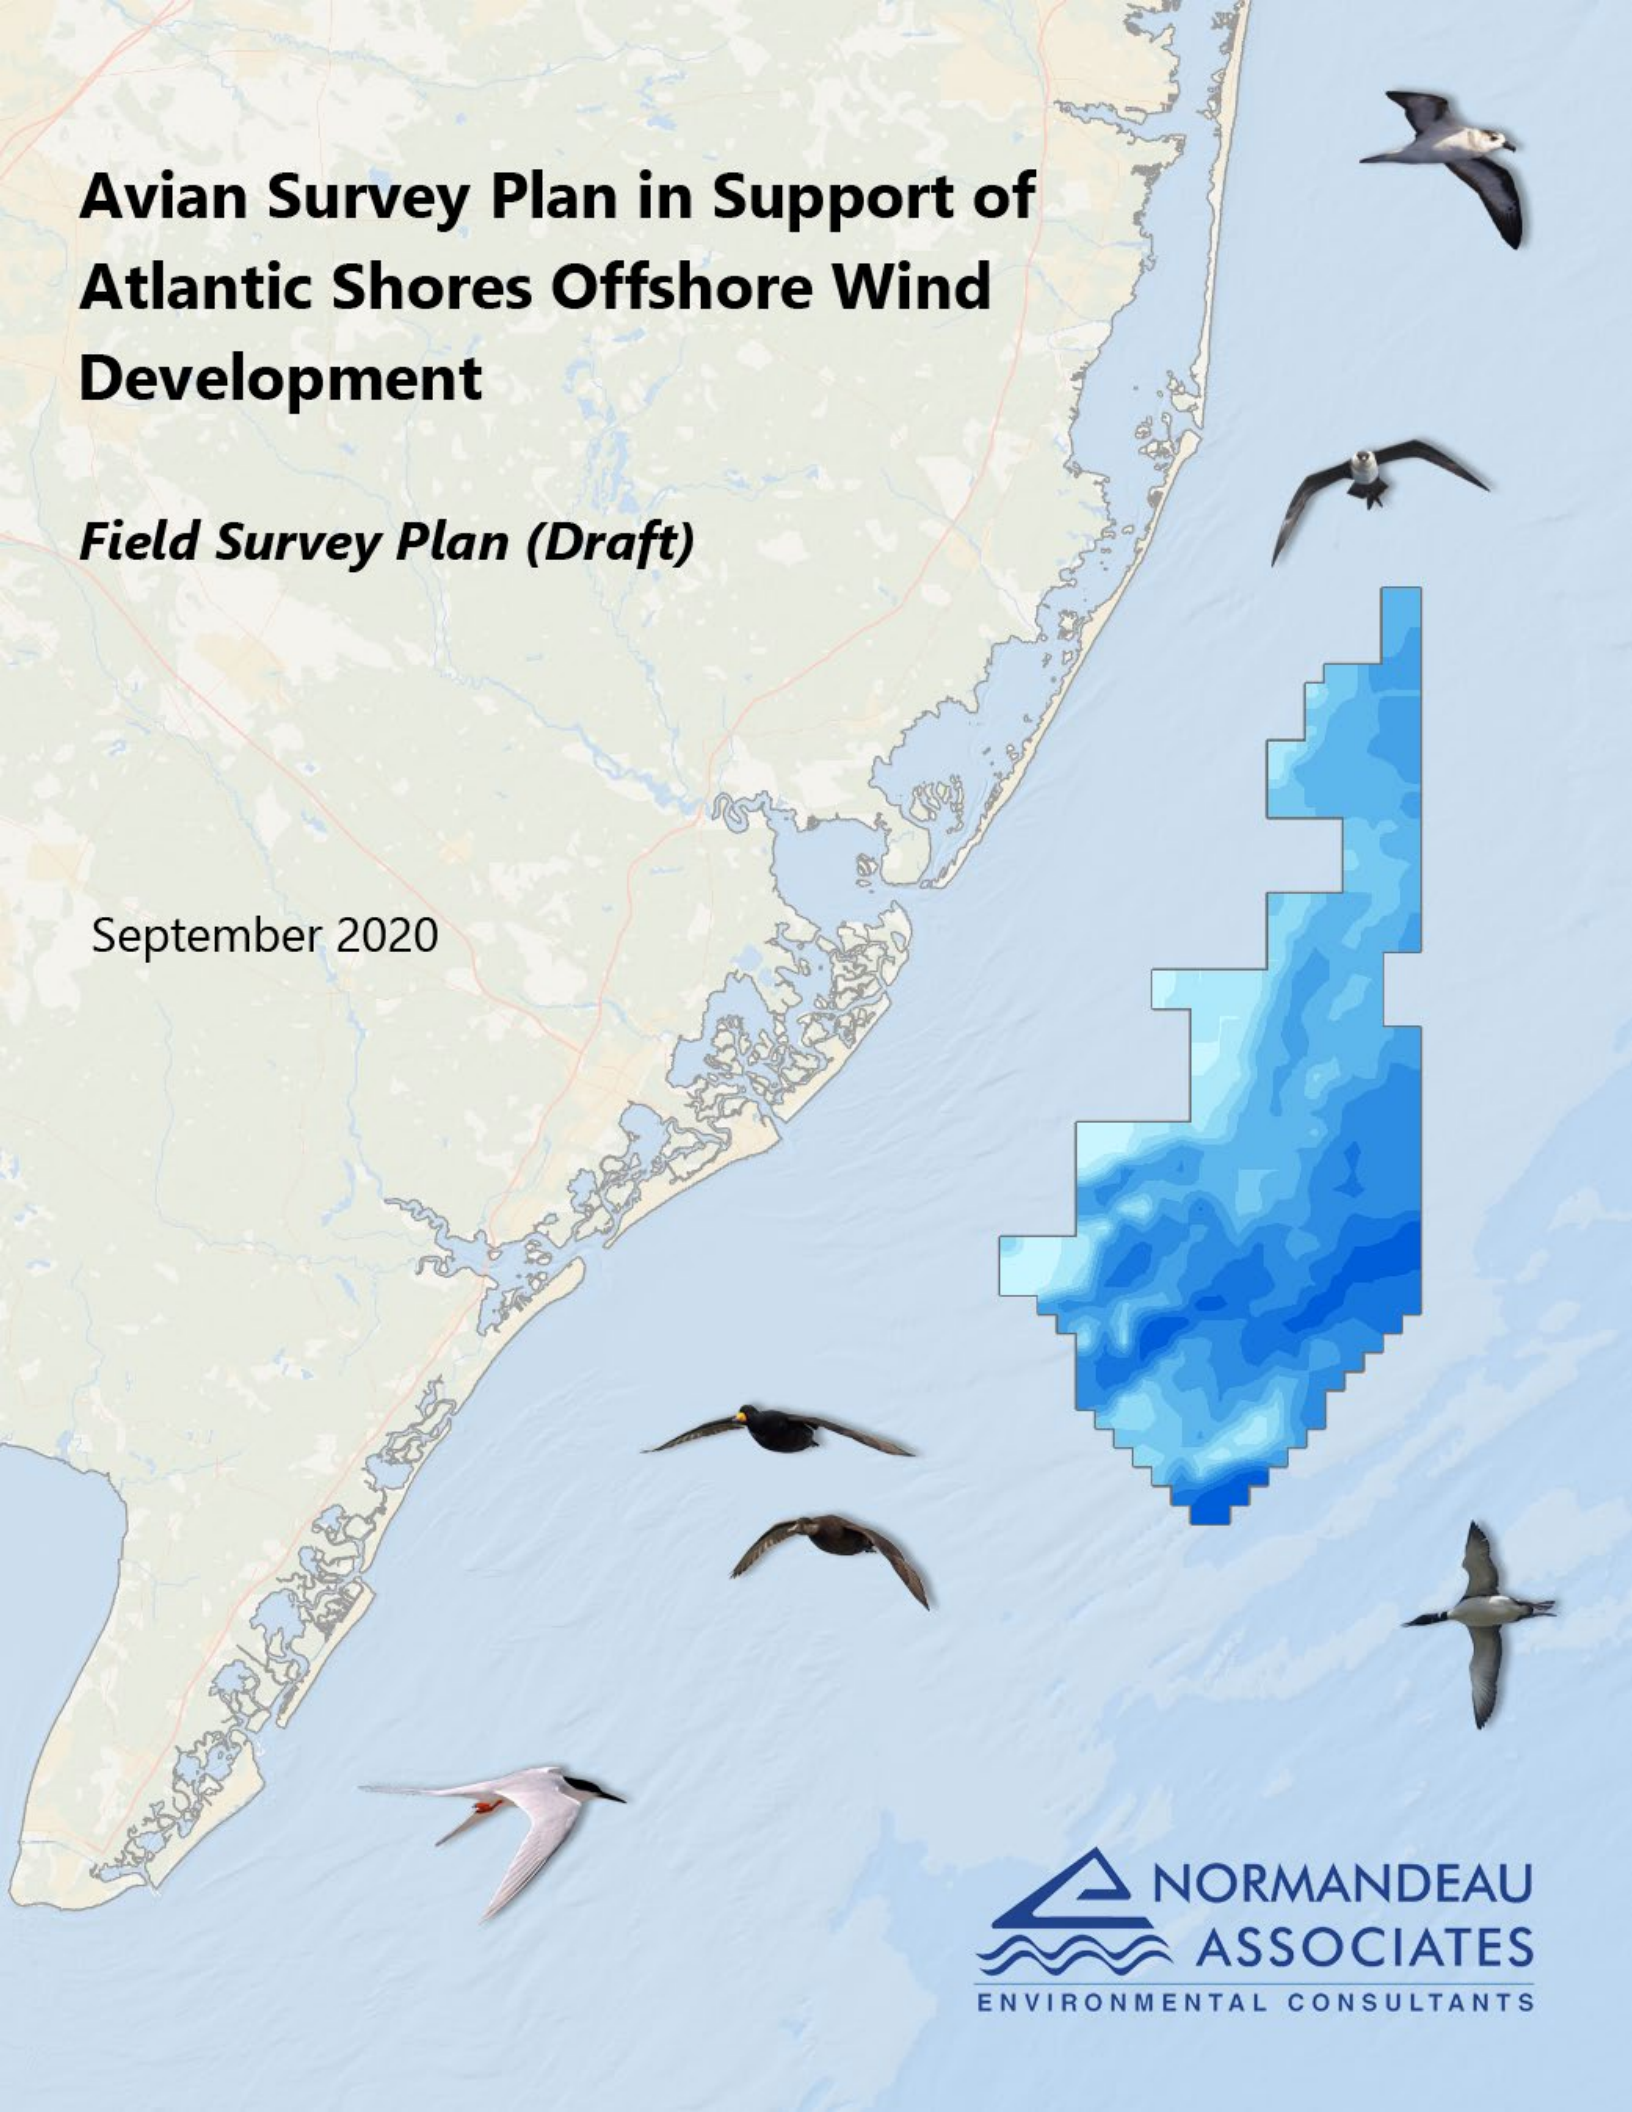 Avian Survey Plan in Support of
Atlantic Shores Offshore Wind
Development
Field Survey Plan (Draft)
September 2020
NORMANDEAU
ASSOCIATES
ENVIRONMENTAL CONSULTANTS